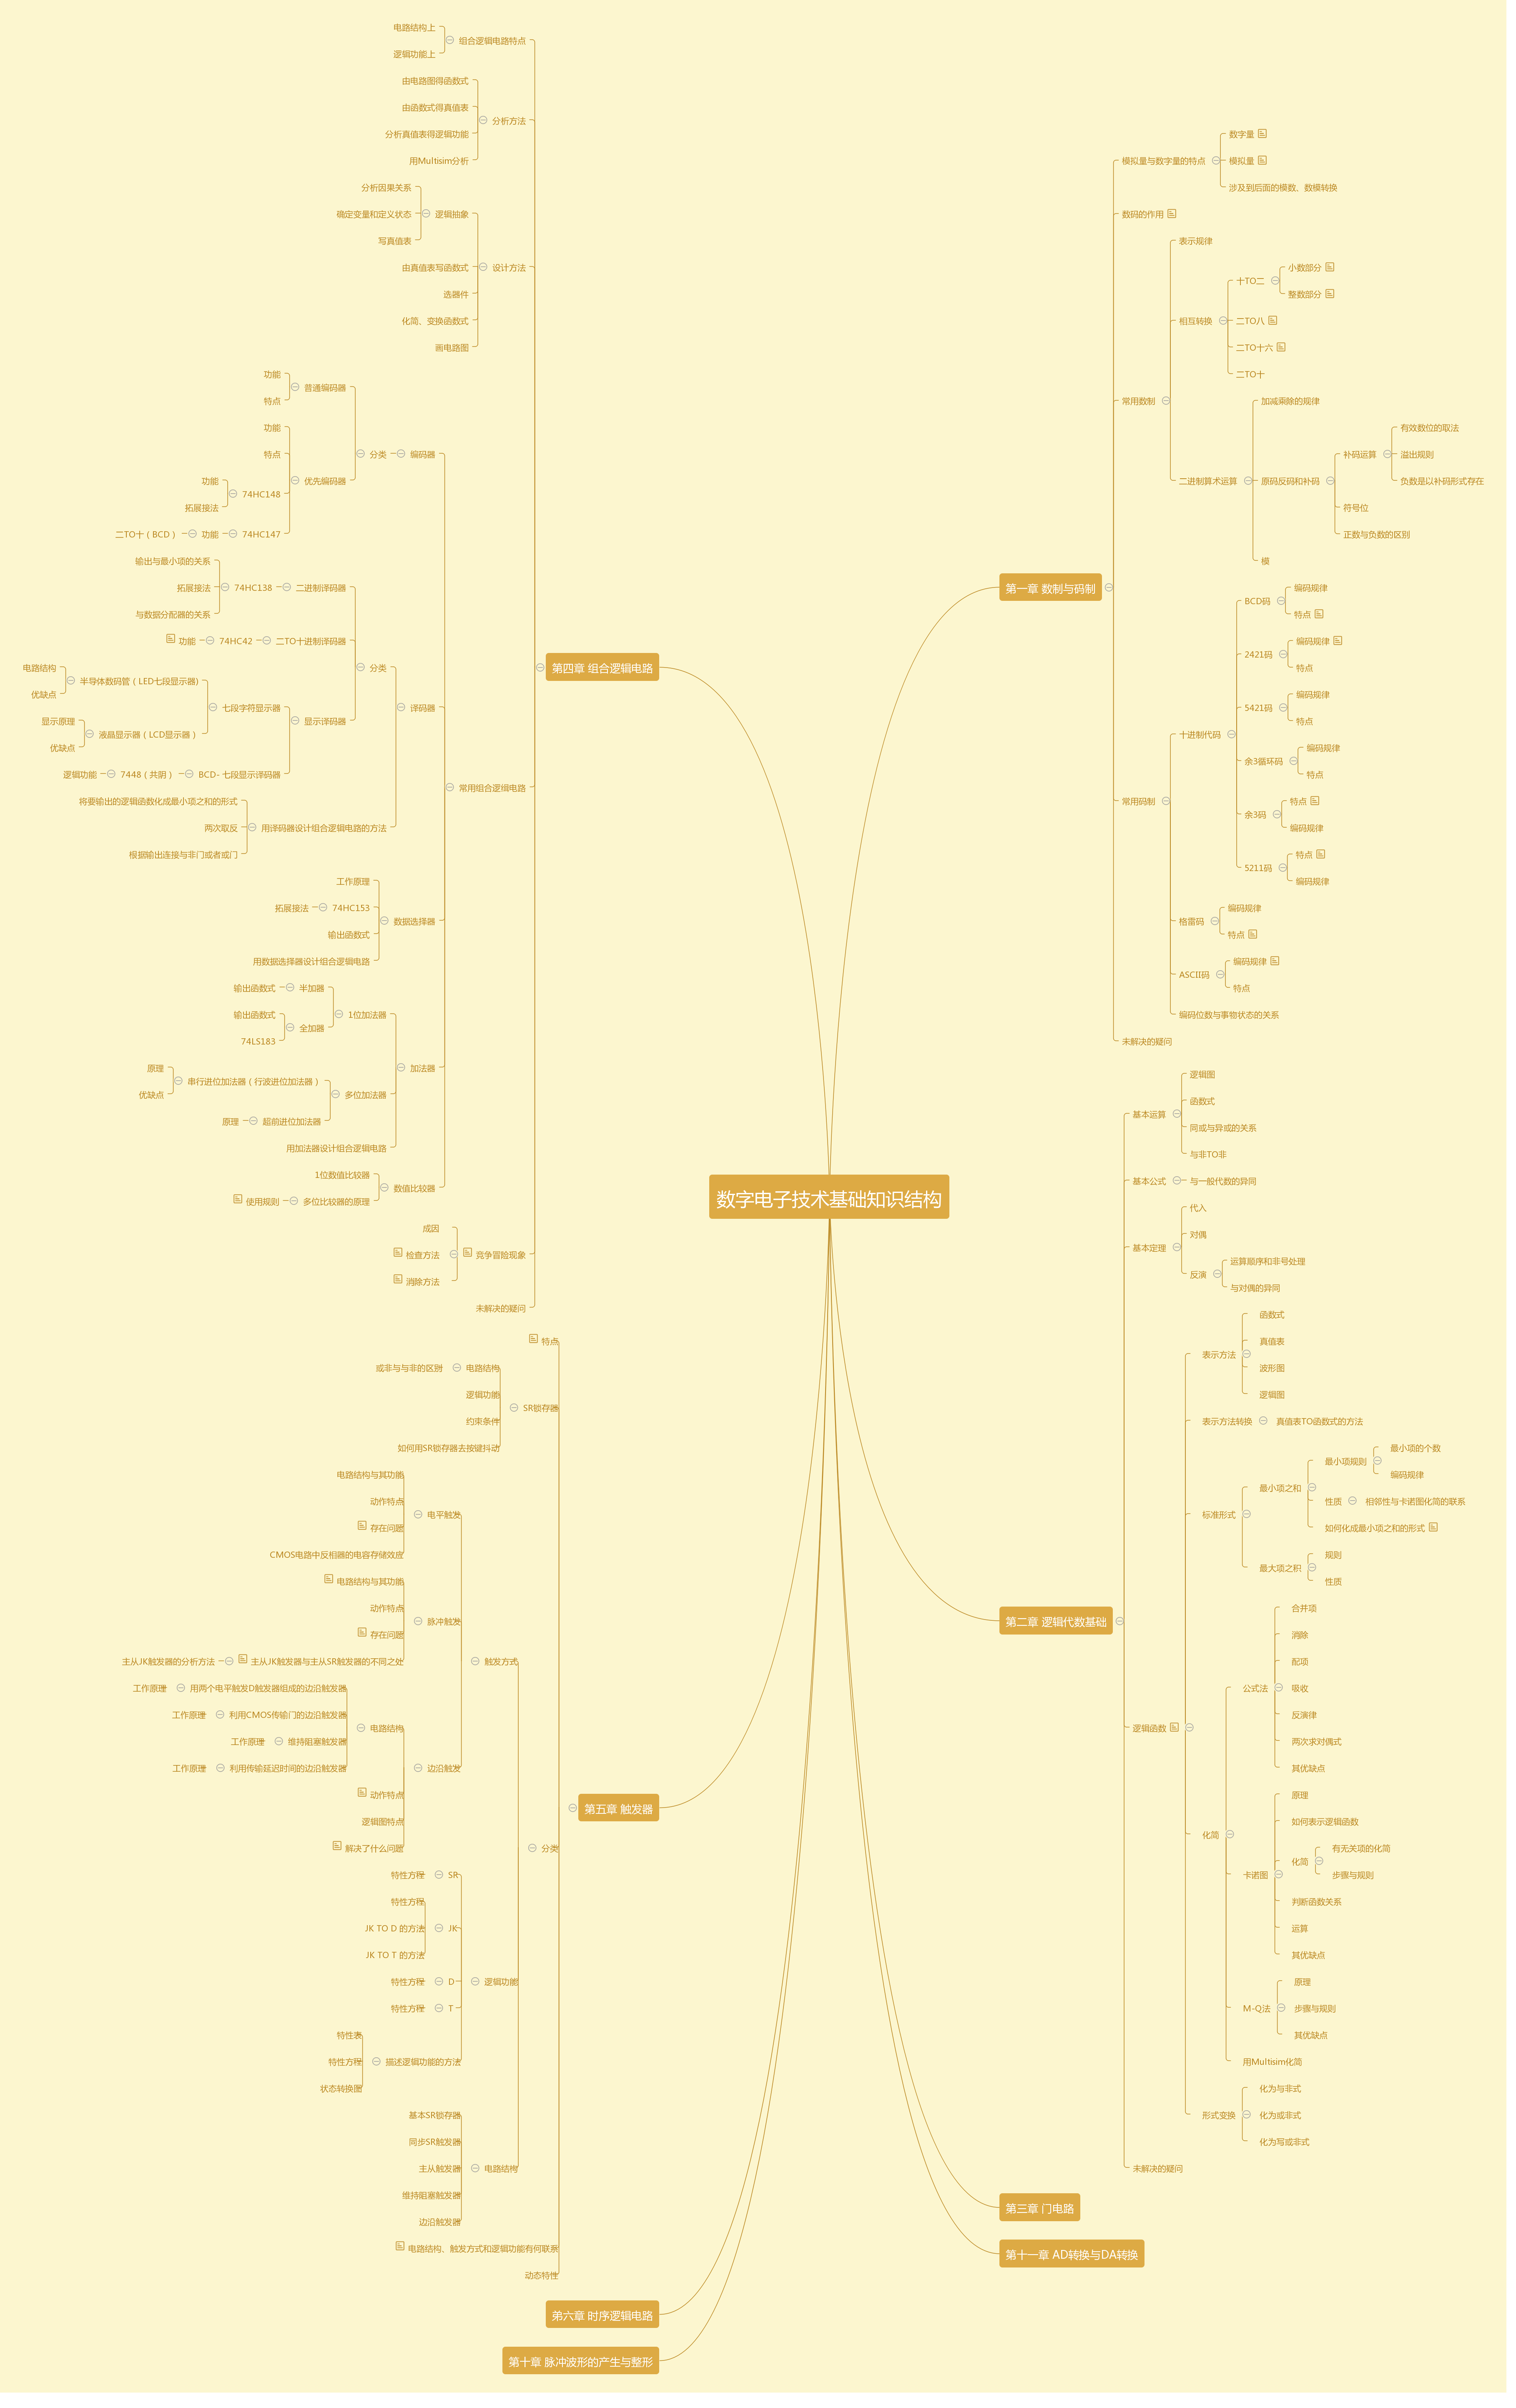 数字电子技术基础知识结构
第一章 数制与码制
模拟量与数字量的特点
数字量
模拟量
涉及到后面的模数、数模转换
数码的作用
常用数制
表示规律
相互转换
十TO二
小数部分
整数部分
二TO八
二TO十六
二TO十
二进制算术运算
加减乘除的规律
原码反码和补码
补码运算
有效数位的取法
溢出规则
负数是以补码形式存在
符号位
正数与负数的区别
模
常用码制
十进制代码
BCD码
编码规律
特点
2421码
编码规律
特点
5421码
编码规律
特点
余3循环码
编码规律
特点
余3码
特点
编码规律
5211码
特点
编码规律
格雷码
编码规律
特点
ASCII码
编码规律
特点
编码位数与事物状态的关系
未解决的疑问
第二章 逻辑代数基础
基本运算
逻辑图
函数式
同或与异或的关系
与非TO非
基本公式
与一般代数的异同
基本定理
代入
对偶
反演
运算顺序和非号处理
与对偶的异同
逻辑函数
表示方法
函数式
真值表
波形图
逻辑图
表示方法转换
真值表TO函数式的方法
标准形式
最小项之和
最小项规则
最小项的个数
编码规律
性质
相邻性与卡诺图化简的联系
如何化成最小项之和的形式
最大项之积
规则
性质
化简
公式法
合并项
消除
配项
吸收
反演律
两次求对偶式
其优缺点
卡诺图
原理
如何表示逻辑函数
化简
有无关项的化简
步骤与规则
判断函数关系
运算
其优缺点
M-Q法
原理
步骤与规则
其优缺点
用Multisim化简
形式变换
化为与非式
化为或非式
化为写或非式
未解决的疑问
第三章 门电路
第十一章 AD转换与DA转换
第四章 组合逻辑电路
组合逻辑电路特点
电路结构上
逻辑功能上
分析方法
由电路图得函数式
由函数式得真值表
分析真值表得逻辑功能
用Multisim分析
设计方法
逻辑抽象
分析因果关系
确定变量和定义状态
写真值表
由真值表写函数式
选器件
化简、变换函数式
画电路图
常用组合逻缉电路
编码器
分类
普通编码器
功能
特点
优先编码器
功能
特点
74HC148
功能
拓展接法
74HC147
功能
二TO十（BCD）
译码器
分类
二进制译码器
74HC138
输出与最小项的关系
拓展接法
与数据分配器的关系
二TO十进制译码器
74HC42
功能
显示译码器
七段字符显示器
半导体数码管（LED七段显示器)
电路结构
优缺点
液晶显示器（LCD显示器）
显示原理
优缺点
BCD- 七段显示译码器
7448（共阴）
逻辑功能
用译码器设计组合逻辑电路的方法
将要输出的逻辑函数化成最小项之和的形式
两次取反
根据输出连接与非门或者或门
数据选择器
工作原理
74HC153
拓展接法
输出函数式
用数据选择器设计组合逻辑电路
加法器
1位加法器
半加器
输出函数式
全加器
输出函数式
74LS183
多位加法器
串行进位加法器（行波进位加法器）
原理
优缺点
超前进位加法器
原理
用加法器设计组合逻辑电路
数值比较器
1位数值比较器
多位比较器的原理
使用规则
竞争冒险现象
成因
检查方法
消除方法
未解决的疑问
第五章 触发器
特点
SR锁存器
电路结构
或非与与非的区别
逻辑功能
约束条件
如何用SR锁存器去按键抖动
分类
触发方式
电平触发
电路结构与其功能
动作特点
存在问题
CMOS电路中反相器的电容存储效应
脉冲触发
电路结构与其功能
动作特点
存在问题
主从JK触发器与主从SR触发器的不同之处
主从JK触发器的分析方法
边沿触发
电路结构
用两个电平触发D触发器组成的边沿触发器
工作原理
利用CMOS传输门的边沿触发器
工作原理
维持阻塞触发器
工作原理
利用传输延迟时间的边沿触发器
工作原理
动作特点
逻辑图特点
解决了什么问题
逻辑功能
SR
特性方程
JK
特性方程
JK TO D 的方法
JK TO T 的方法
D
特性方程
T
特性方程
描述逻辑功能的方法
特性表
特性方程
状态转换图
电路结构
基本SR锁存器
同步SR触发器
主从触发器
维持阻塞触发器
边沿触发器
电路结构、触发方式和逻辑功能有何联系
动态特性
第六章 时序逻辑电路
第十章 脉冲波形的产生与整形